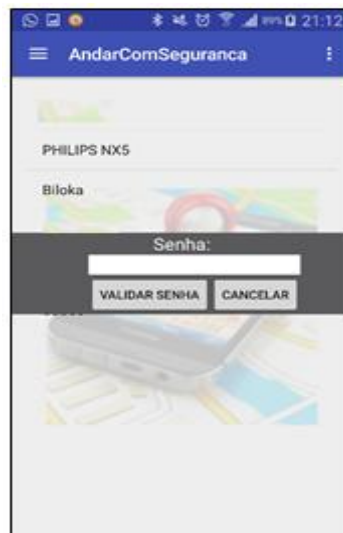 21:12
AndarComSeguranca
PHILIPS NX5
Biloka
Senha:
VALIDAR SENHA CANCELAR